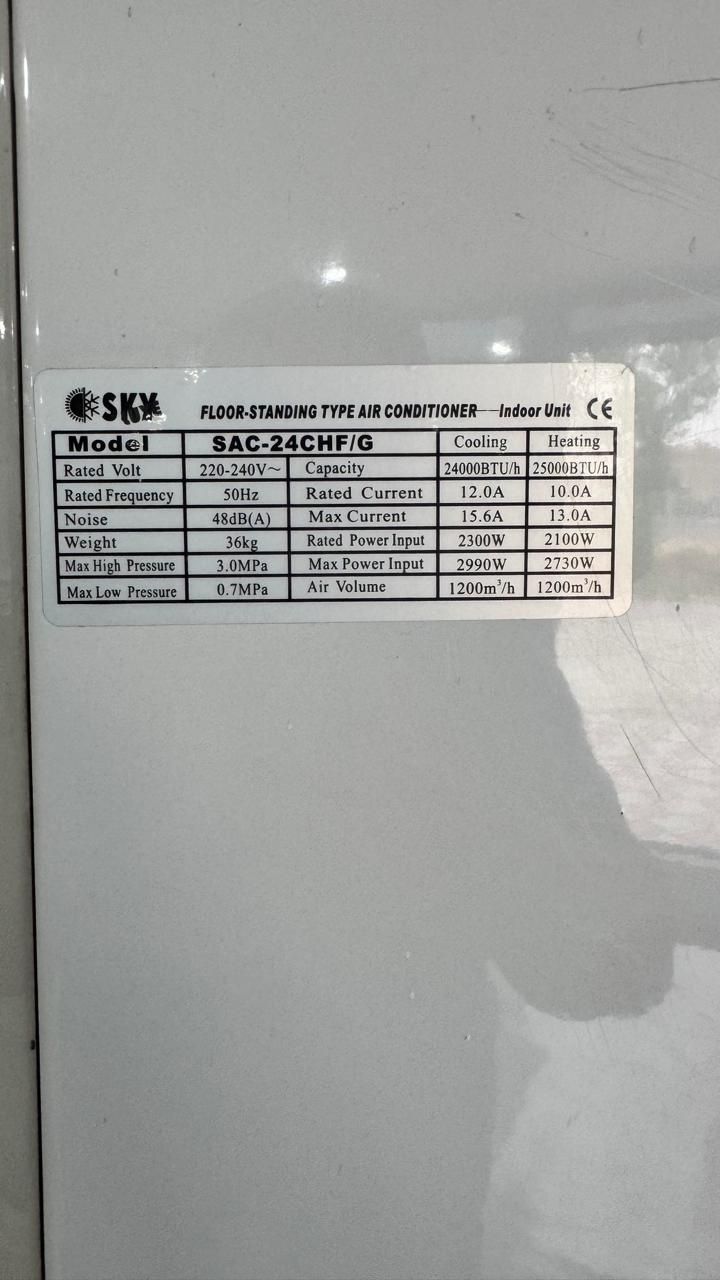 SKY FLOOR-STANDING TYPE AIR CONDITIONER—Indoor Unit CE
Model SAC-24CHF/G Cooling Heating
Rated Volt 220-240V~ Capacity 24000BTU/h 25000BTU/h
Rated Frequency 50Hz Rated Current 12.0A 10.0A
Noise 48dB(A) Max Current 15.6A 13.0A
Weight 36kg Rated Power Input 2300W 2100W
Max High Pressure 3.0MPa Max Power Input 2990W 2730W
Max Low Pressure 0.7MPa Air Volume 1200m³/h 1200m³/h